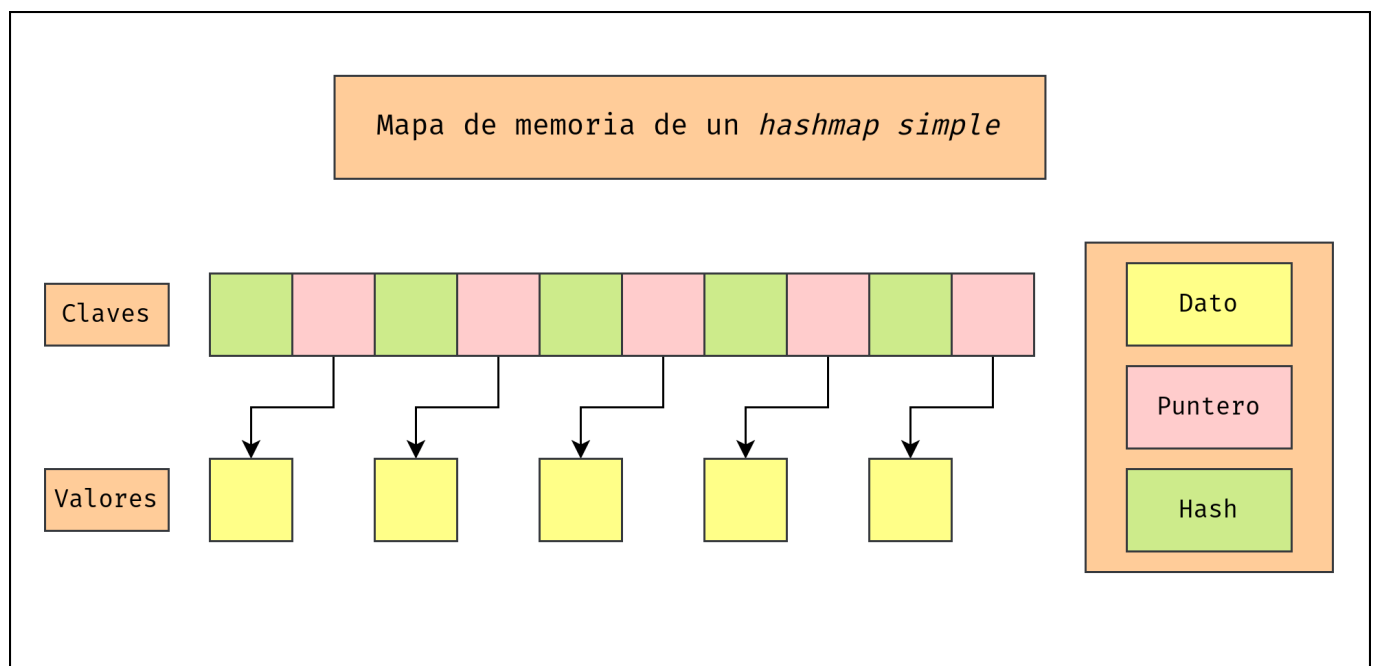 Mapa de memoria de un hashmap simple
Claves
Valores
Dato
Puntero
Hash